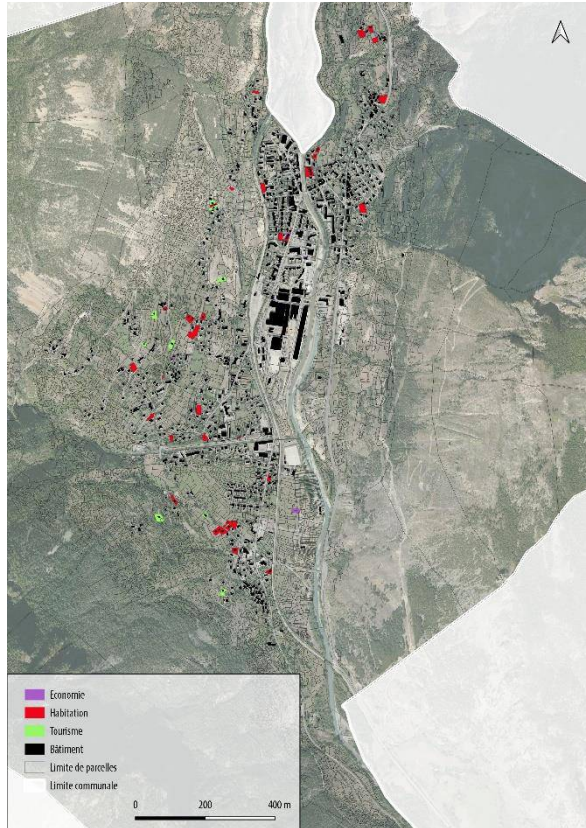 Economie
Habitation
Tourisme
Bâtiment
Limite de parcelles
Limite communale
0 200 400 m